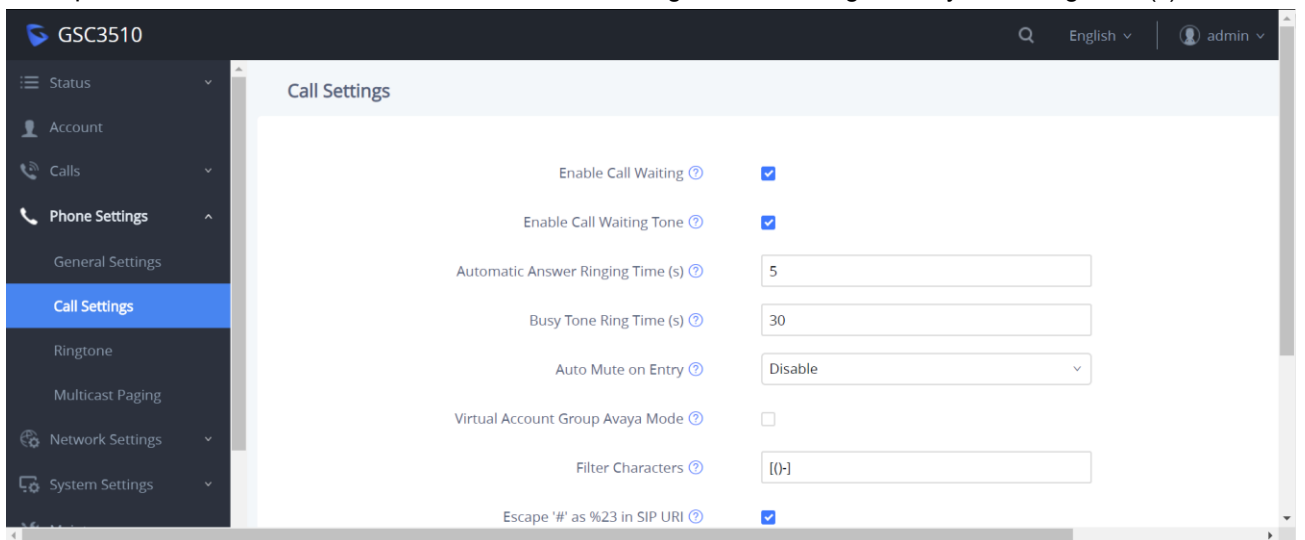 GSC3510
English
admin
Status
Account
Calls
Phone Settings
General Settings
Call Settings
Ringtone
Multicast Paging
Network Settings
System Settings
Call Settings
Enable Call Waiting ?
Enable Call Waiting Tone ?
Automatic Answer Ringing Time (s) ? 5
Busy Tone Ring Time (s) ? 30
Auto Mute on Entry ? Disable
Virtual Account Group Avaya Mode ?
Filter Characters ? [()-]
Escape '#' as %23 in SIP URI ?